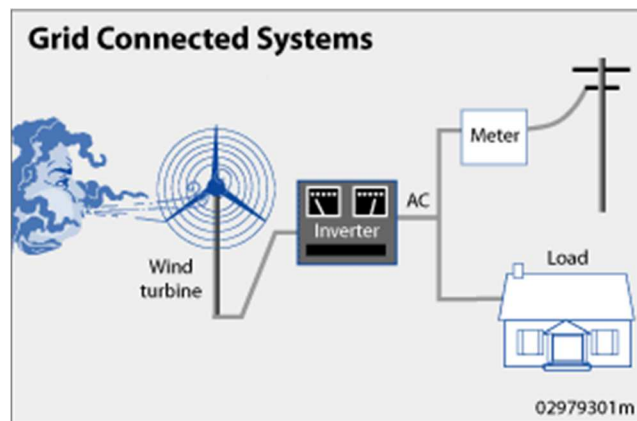 Grid Connected Systems
Meter
AC
Inverter
Wind
turbine
Load
02979301m